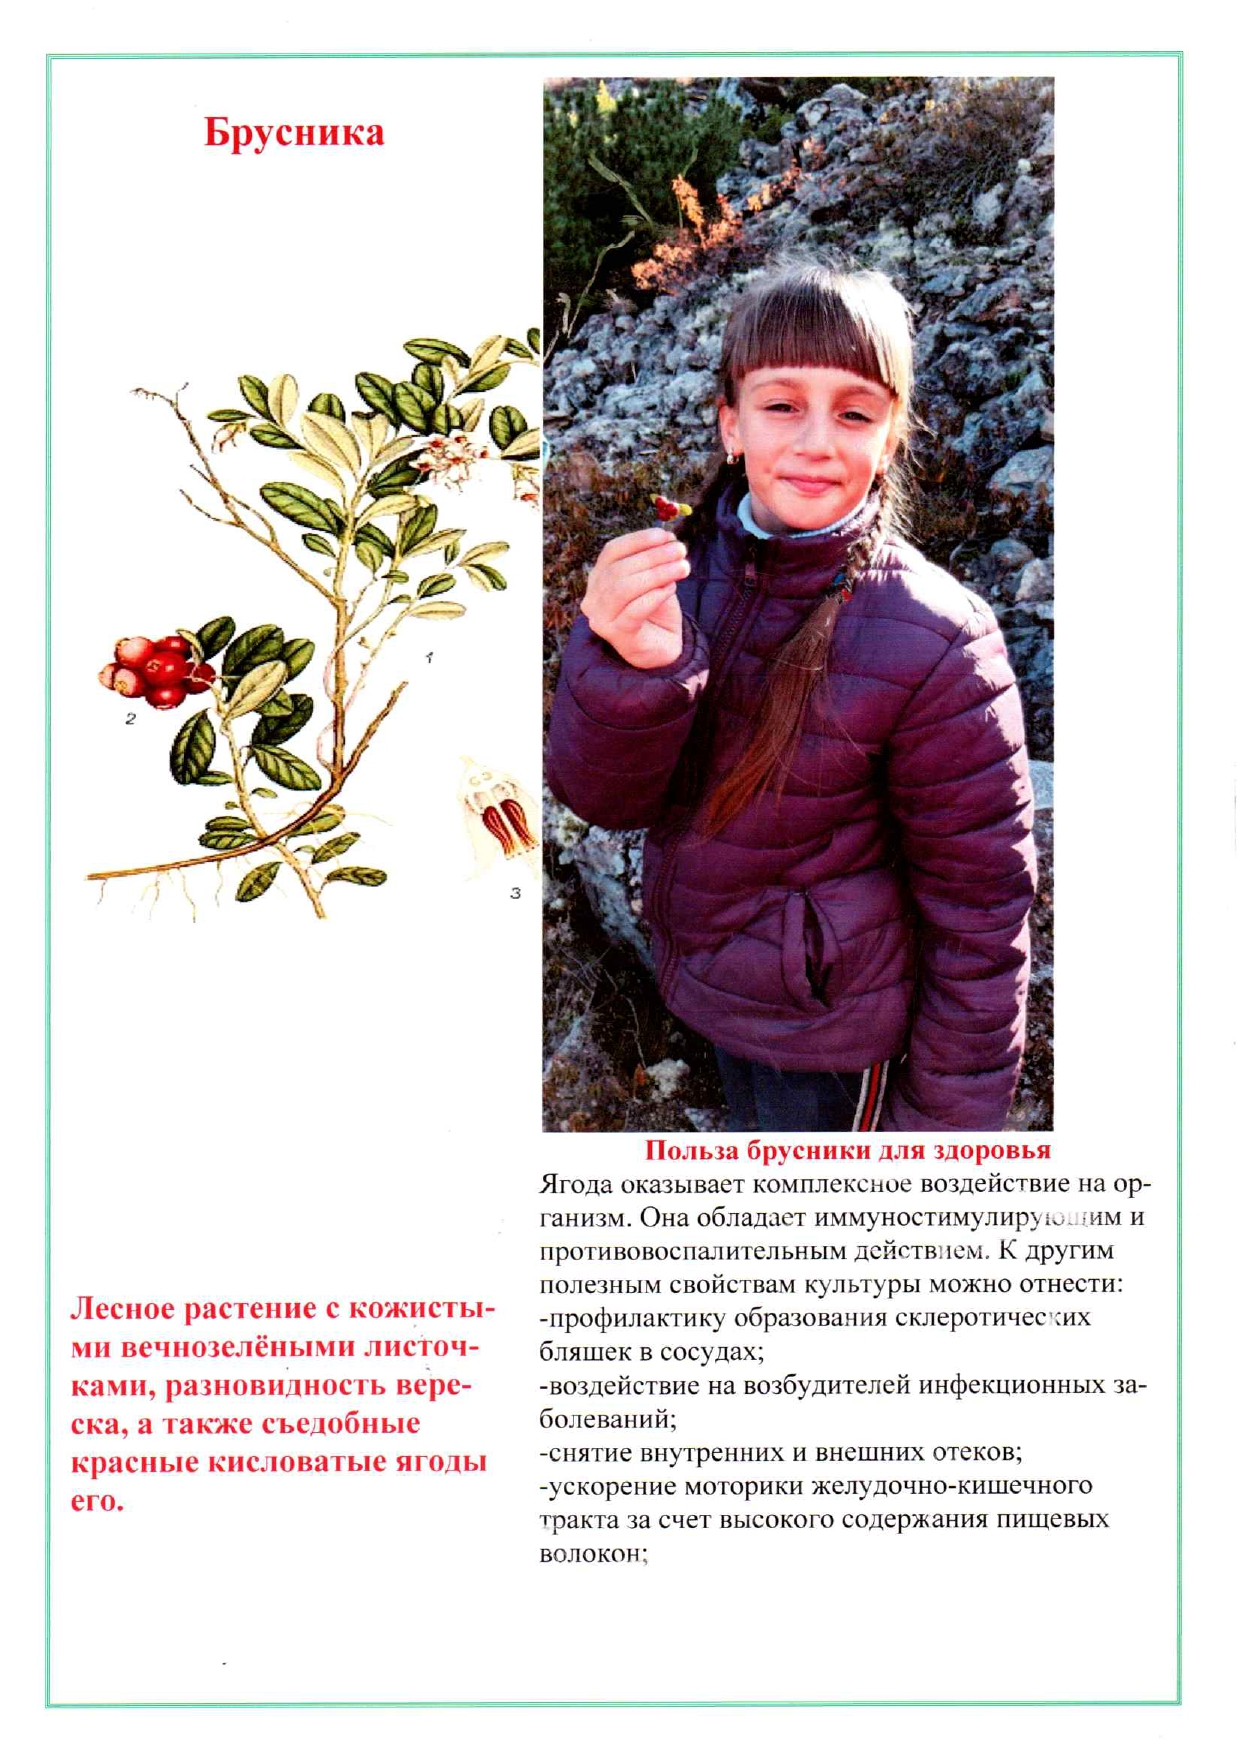 Брусника
1
2
3
Польза брусники для здоровья
Ягода оказывает комплексное воздействие на ор-
ганизм. Она обладает иммуностимулирующим и
противовоспалительным действием. К другим
полезным свойствам культуры можно отнести:
-профилактику образования склеротических
бляшек в сосудах;
-воздействие на возбудителей инфекционных за-
болеваний;
-снятие внутренних и внешних отеков;
-ускорение моторики желудочно-кишечного
тракта за счет высокого содержания пищевых
волокон;
Лесное растение с кожисты-
ми вечнозелёными листоч-
ками, разновидность вере-
ска, а также съедобные
красные кисловатые ягоды
его.